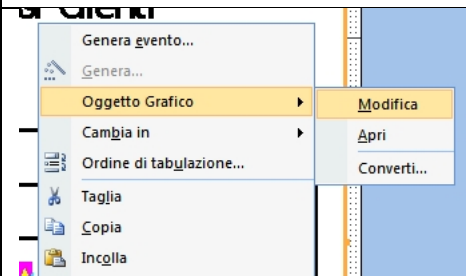 Genera evento...
Genera...
Oggetto Grafico
Modifica
Cambia in
Apri
Ordine di tabulazione...
Converti...
Taglia
Copia
Incolla